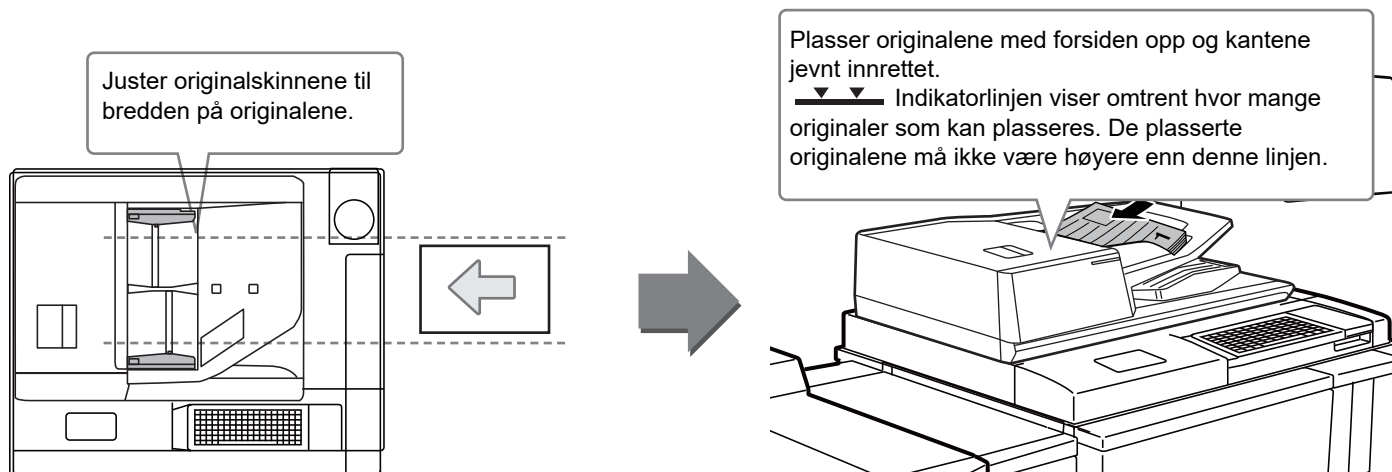 Juster originalskinnene til
bredden på originalene.
Plasser originalene med forsiden opp og kantene
jevnt innrettet.
Indikatorlinjen viser omtrent hvor mange
originaler som kan plasseres. De plasserte
originalene må ikke være høyere enn denne linjen.